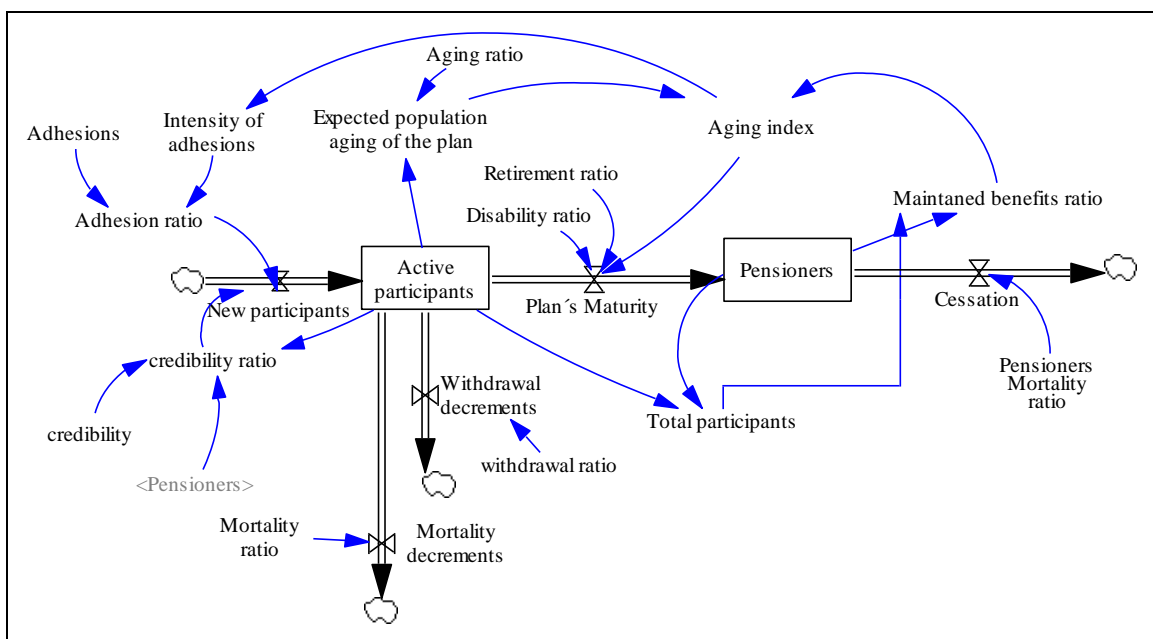 Aging ratio
Adhesions
Intensity of
adhesions
Expected population
aging of the plan
Aging index
Retirement ratio
Maintaned benefits ratio
Adhesion ratio
Disability ratio
Active
participants
Pensioners
New participants
Plan´s Maturity
Cessation
credibility ratio
Pensioners
Mortality
ratio
Withdrawal
decrements
credibility
Total participants
withdrawal ratio
<Pensioners>
Mortality
ratio
Mortality
decrements